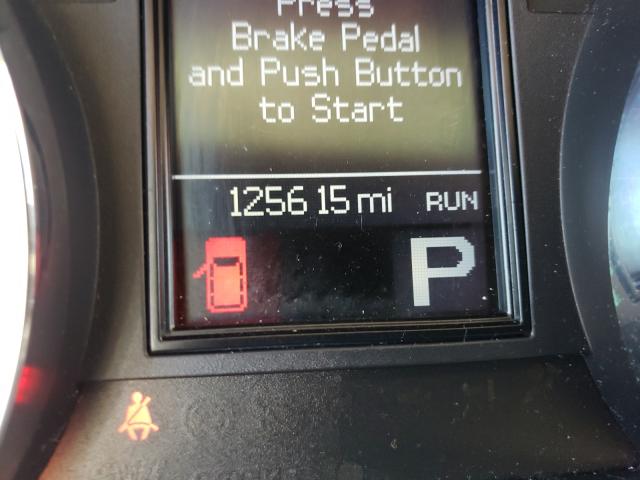 Press
Brake Pedal
and Push Button
to Start
125615 mi RUN
P